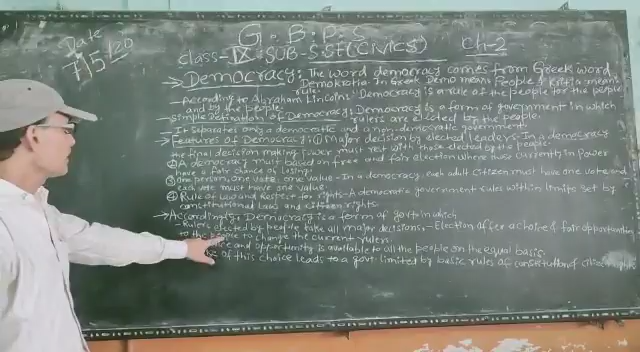 Date
7/5/20
G. B. P. S
class-IX SUB-S.ST(CIVICS) Ch-2
→ Democracy: The word democracy comes from Greek word
Demokratia. In Greek Demo means People & Kratia means
rule.
- According to Abraham Lincoln: "Democracy is a rule of the people for the people
and by the people.
- Simple definition of Democracy: Democracy is a form of government in which
rulers are elected by the people.
- It separates only a democratic and a non-democratic government.
→ Features of Democracy: ① Major decision by elected leaders - In a democracy
the final decision making power must rest with those elected by the people.
② A democracy must based on free and fair election where those currently in power
have a fair chance of losing.
③ one person, one vote, one value - In a democracy, each adult citizen must have one vote and
each vote must have one value.
④ Rule of Law and Respect for rights: A democratic government rules within limits set by
constitutional laws and citizen rights.
→ Accordingly Democracy is a form of govt. in which
- Rulers elected by people take all major decisions. - Election offer a choice & fair opportunity
to the people to change the current rulers.
and opportunity is available to all the people on the equal basis.
of this choice leads to a govt limited by basic rules of constitution &